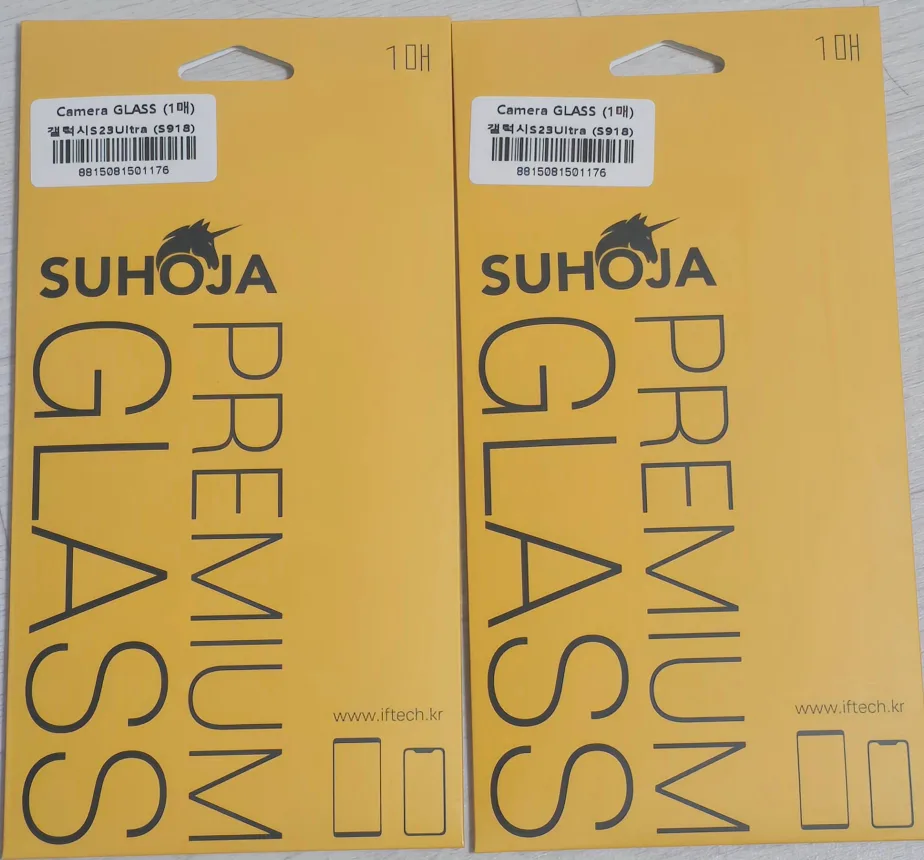 1매
Camera GLASS (1매)
갤럭시S23Ultra (S918)
8815081501176
SUHOJA
PREMIUM
GLASS
www.iftech.kr
1매
Camera GLASS (1매)
갤럭시S23Ultra (S918)
8815081501176
SUHOJA
PREMIUM
GLASS
www.iftech.kr